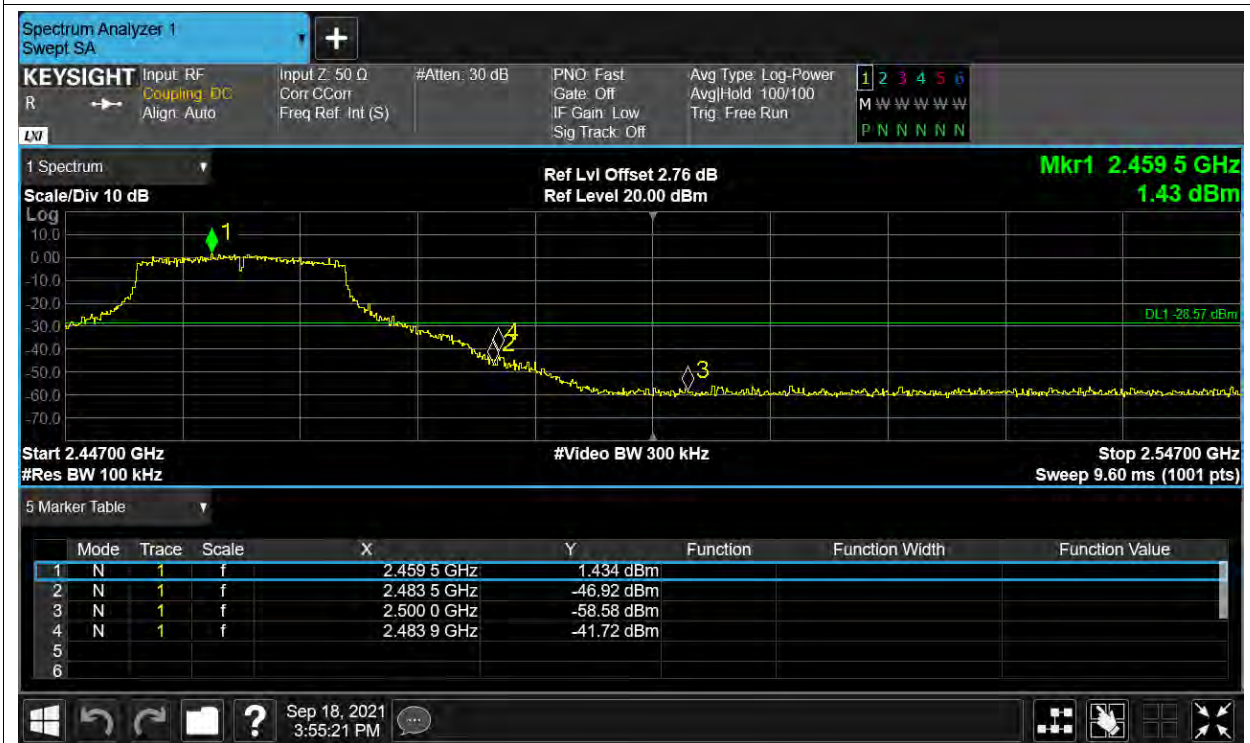 Spectrum Analyzer 1
Swept SA
+
KEYSIGHT Input: RF Input Z: 50 Ω #Atten: 30 dB PNO: Fast Avg Type: Log-Power 1 2 3 4 5 6
R Coupling: DC Corr CCorr Gate: Off Avg|Hold: 100/100 M W W W W W
Align: Auto Freq Ref: Int (S) IF Gain: Low Trig: Free Run
LXI Sig Track: Off P N N N N N
1 Spectrum Ref Lvl Offset 2.76 dB Mkr1 2.459 5 GHz
Scale/Div 10 dB Ref Level 20.00 dBm 1.43 dBm
Log
10.0
0.00
-10.0
-20.0
-30.0
-40.0
-50.0
-60.0
-70.0
1
DL1 -28.57 dBm
4
2
3
Start 2.44700 GHz #Video BW 300 kHz Stop 2.54700 GHz
#Res BW 100 kHz Sweep 9.60 ms (1001 pts)
5 Marker Table
Mode Trace Scale X Y Function Function Width Function Value
1 N 1 f 2.459 5 GHz 1.434 dBm
2 N 1 f 2.483 5 GHz -46.92 dBm
3 N 1 f 2.500 0 GHz -58.58 dBm
4 N 1 f 2.483 9 GHz -41.72 dBm
5
6
? Sep 18, 2021
3:55:21 PM